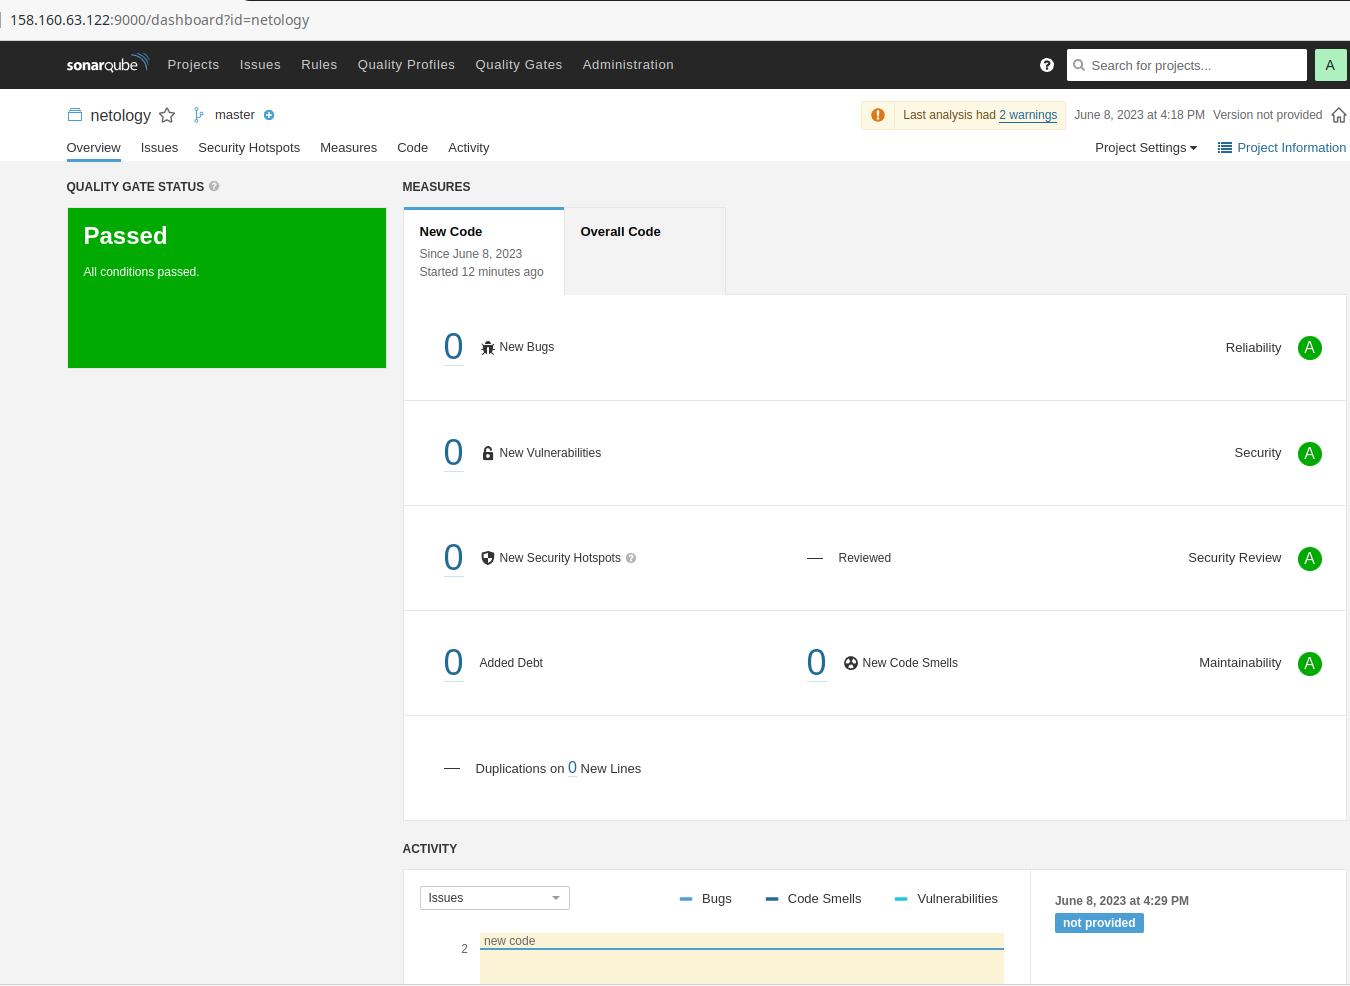 158.160.63.122:9000/dashboard?id=netology
sonarqube Projects Issues Rules Quality Profiles Quality Gates Administration ? Search for projects... A
netology master Last analysis had 2 warnings June 8, 2023 at 4:18 PM Version not provided
Overview Issues Security Hotspots Measures Code Activity Project Settings Project Information
QUALITY GATE STATUS ?
Passed
All conditions passed.
MEASURES
New Code
Since June 8, 2023
Started 12 minutes ago
Overall Code
0 New Bugs Reliability A
0 New Vulnerabilities Security A
0 New Security Hotspots ? — Reviewed Security Review A
0 Added Debt 0 New Code Smells Maintainability A
— Duplications on 0 New Lines
ACTIVITY
Issues Bugs Code Smells Vulnerabilities
2 new code
June 8, 2023 at 4:29 PM
not provided